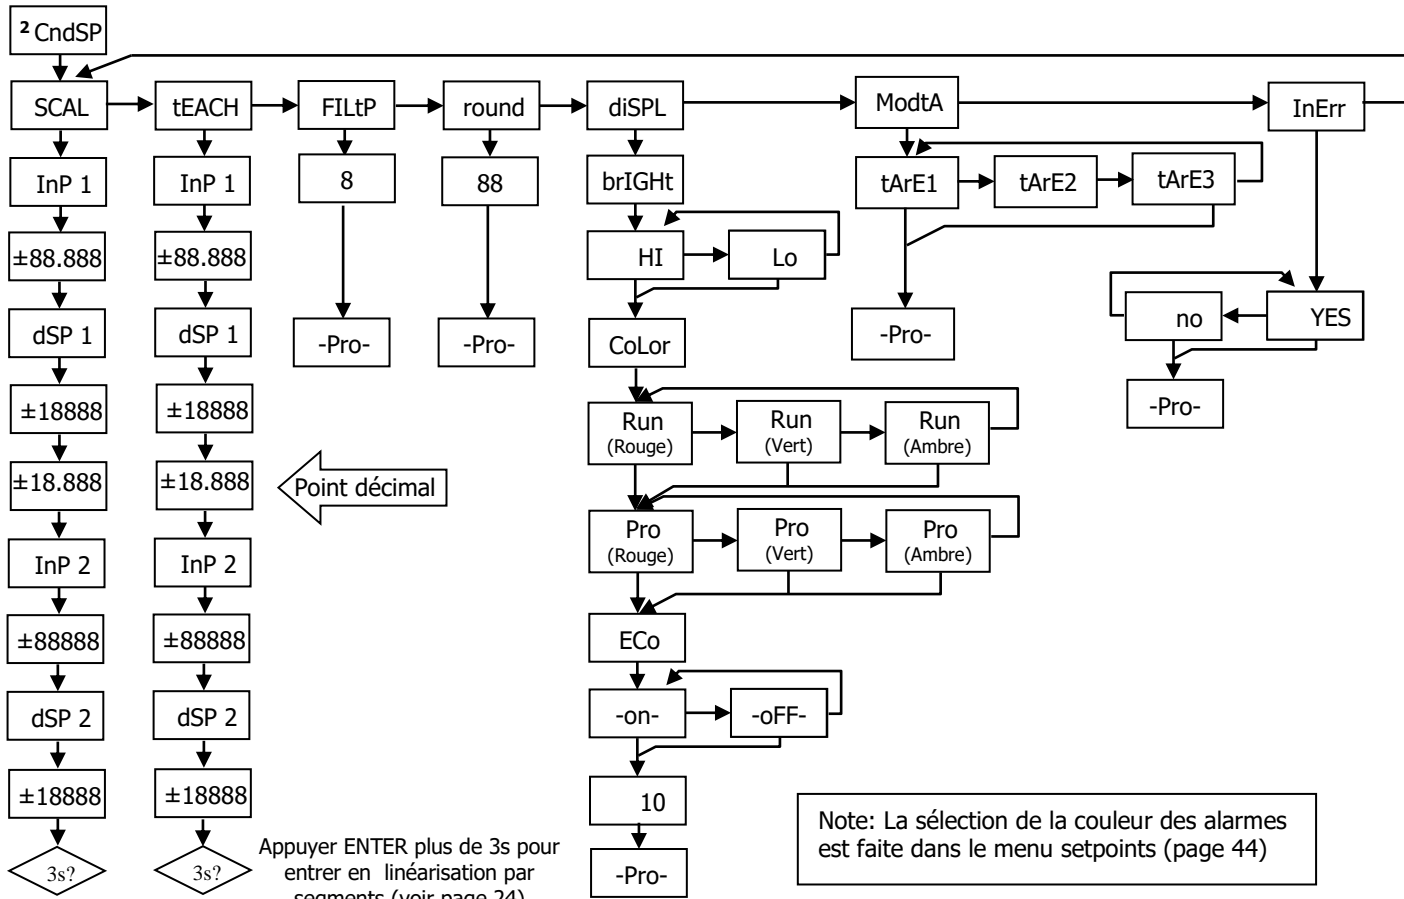 ² CndSP
SCAL
tEACH
FILtP
round
diSPL
ModtA
InErr
InP 1
InP 1
8
88
brIGHt
tArE1
tArE2
tArE3
±88.888
±88.888
HI
Lo
dSP 1
dSP 1
-Pro-
-Pro-
CoLor
-Pro-
no
YES
±18888
±18888
Run
(Rouge)
Run
(Vert)
Run
(Ambre)
-Pro-
±18.888
±18.888
Point décimal
InP 2
InP 2
Pro
(Rouge)
Pro
(Vert)
Pro
(Ambre)
±88888
±88888
ECo
dSP 2
dSP 2
-on-
-oFF-
±18888
±18888
10
3s?
3s?
Appuyer ENTER plus de 3s pour
entrer en linéarisation par
segments (voir page 24)
-Pro-
Note: La sélection de la couleur des alarmes
est faite dans le menu setpoints (page 44)